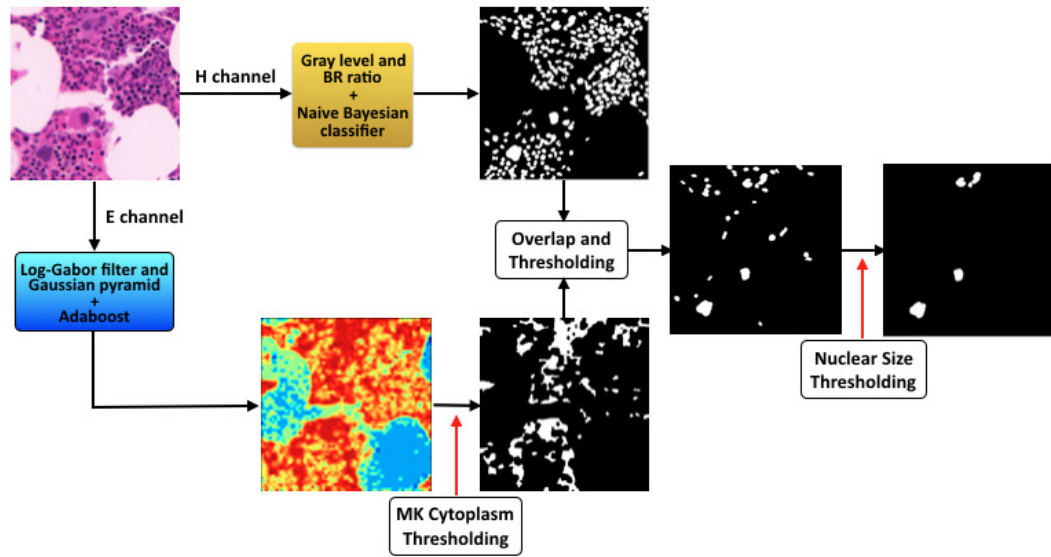 H channel
Gray level and
BR ratio
+
Naive Bayesian
classifier
E channel
Log-Gabor filter and
Gaussian pyramid
+
Adaboost
Overlap and
Thresholding
Nuclear Size
Thresholding
MK Cytoplasm
Thresholding